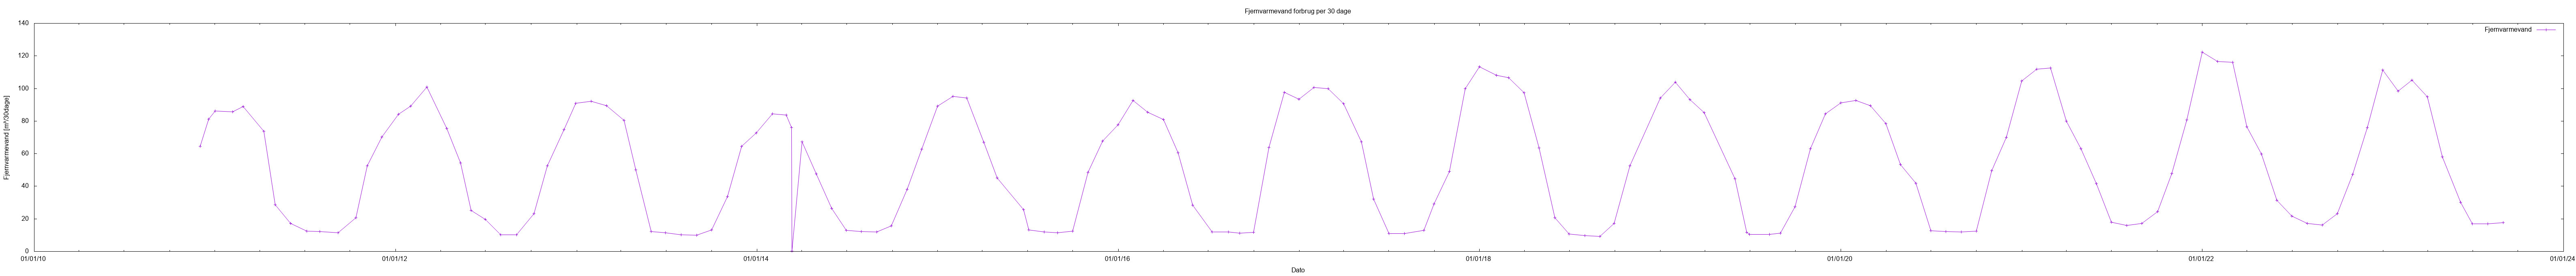 Fjernvarmevand forbrug per 30 dage
140
Fjernvarmevand
120
100
80
60
40
20
0
Fjernvarmevand [m³/30dage]
01/01/10 01/01/12 01/01/14 01/01/16 01/01/18 01/01/20 01/01/22 01/01/24
Dato